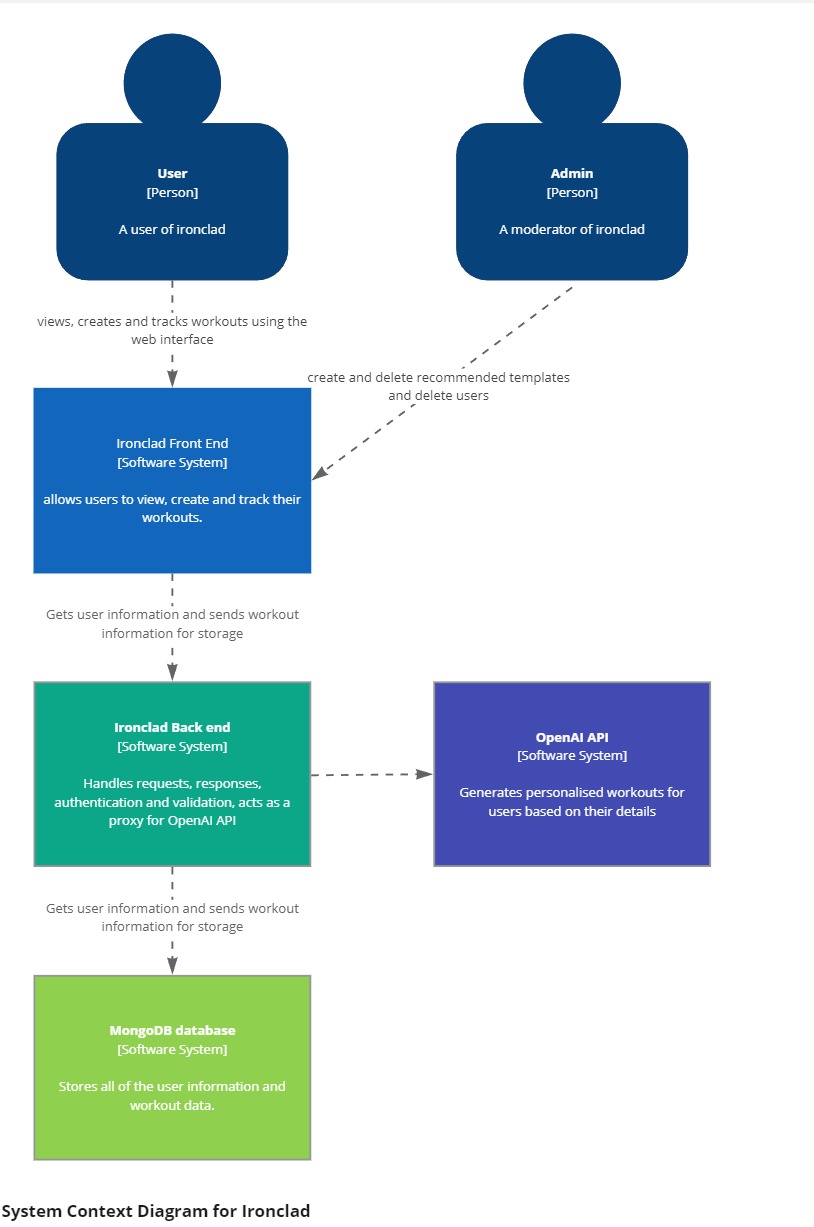 User
[Person]
A user of ironclad
Admin
[Person]
A moderator of ironclad
views, creates and tracks workouts using the
web interface
create and delete recommended templates
and delete users
Ironclad Front End
[Software System]
allows users to view, create and track their
workouts.
Gets user information and sends workout
information for storage
Ironclad Back end
[Software System]
Handles requests, responses,
authentication and validation, acts as a
proxy for OpenAI API
OpenAI API
[Software System]
Generates personalised workouts for
users based on their details
Gets user information and sends workout
information for storage
MongoDB database
[Software System]
Stores all of the user information and
workout data.
System Context Diagram for Ironclad